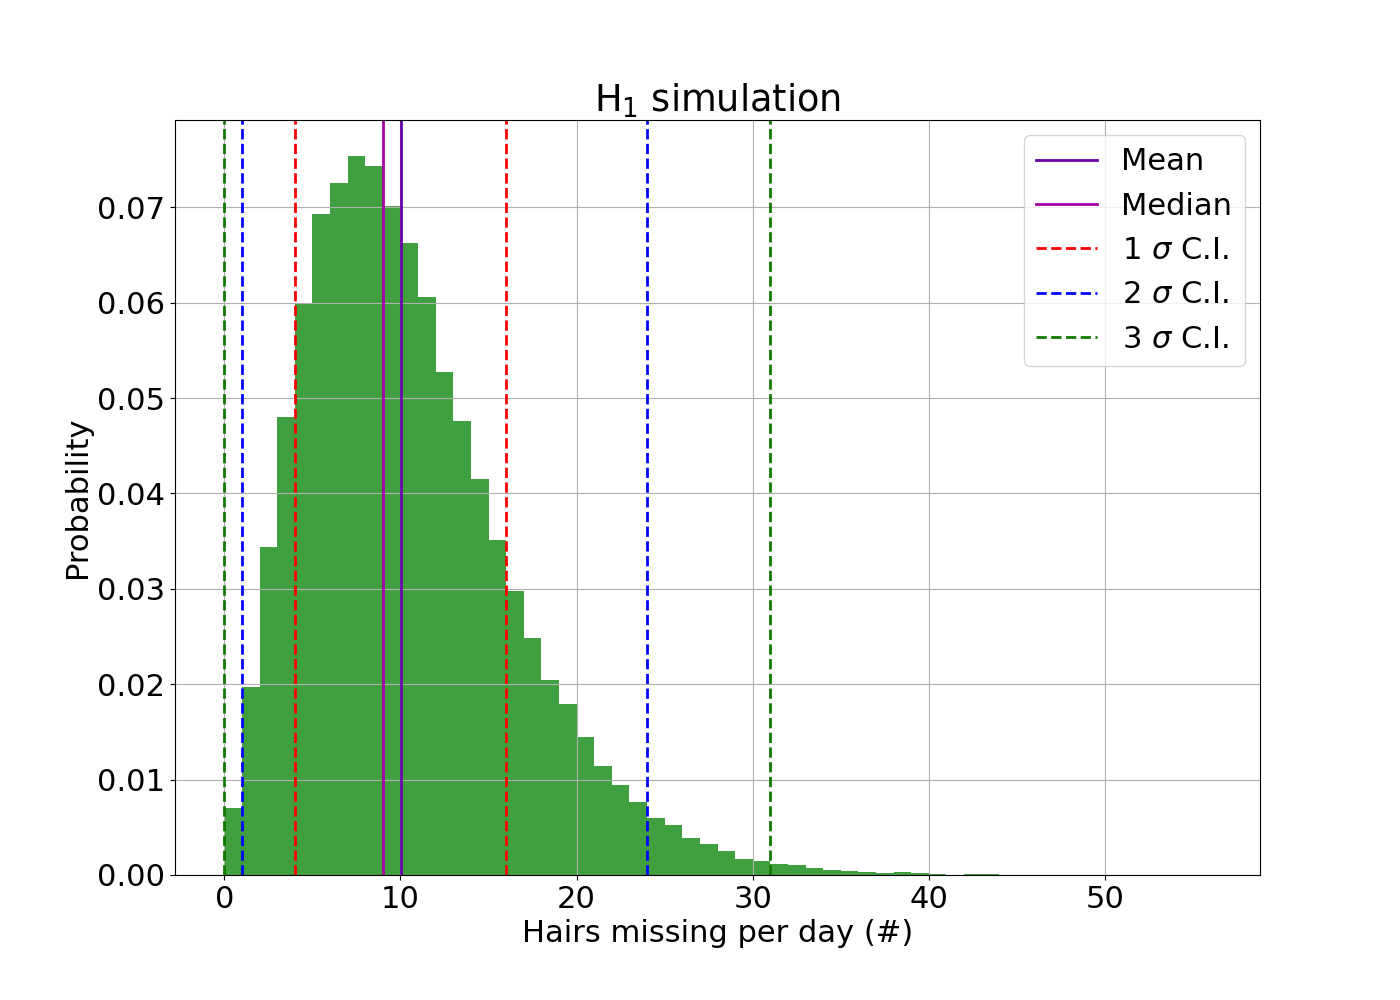 H₁ simulation
Mean
Median
1 σ C.I.
2 σ C.I.
3 σ C.I.
0.07
0.06
0.05
0.04
0.03
0.02
0.01
0.00
Probability
0 10 20 30 40 50
Hairs missing per day (#)